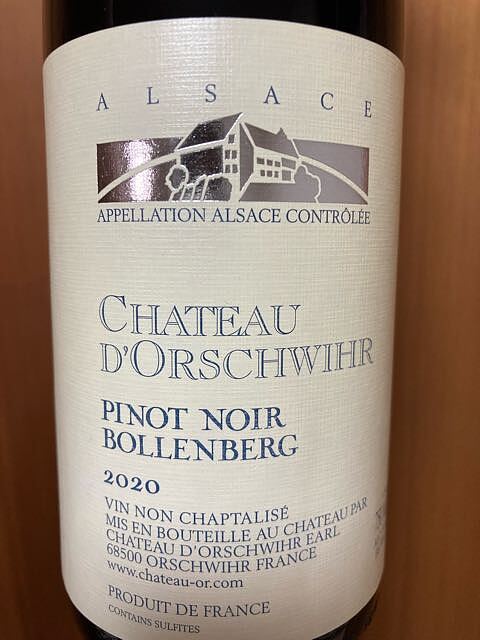 ALSACE
APPELLATION ALSACE CONTRÔLÉE
CHATEAU
D'ORSCHWIHR
PINOT NOIR
BOLLENBERG
2020
VIN NON CHAPTALISÉ
MIS EN BOUTEILLE AU CHATEAU PAR
CHATEAU D'ORSCHWIHR EARL
68500 ORSCHWIHR FRANCE
www.chateau-or.com
PRODUIT DE FRANCE
CONTAINS SULFITES